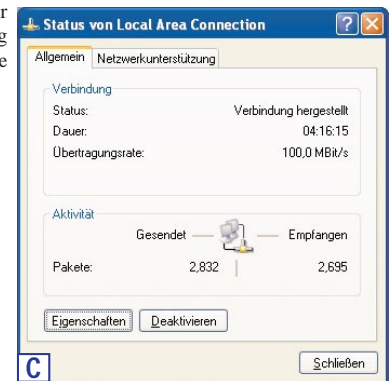 r
g
e
Status von Local Area Connection
Allgemein Netzwerkunterstützung
Verbindung
Status: Verbindung hergestellt
Dauer: 04:16:15
Übertragungsrate: 100,0 MBit/s
Aktivität
Gesendet Empfangen
Pakete: 2,832 2,695
Eigenschaften Deaktivieren
Schließen
C